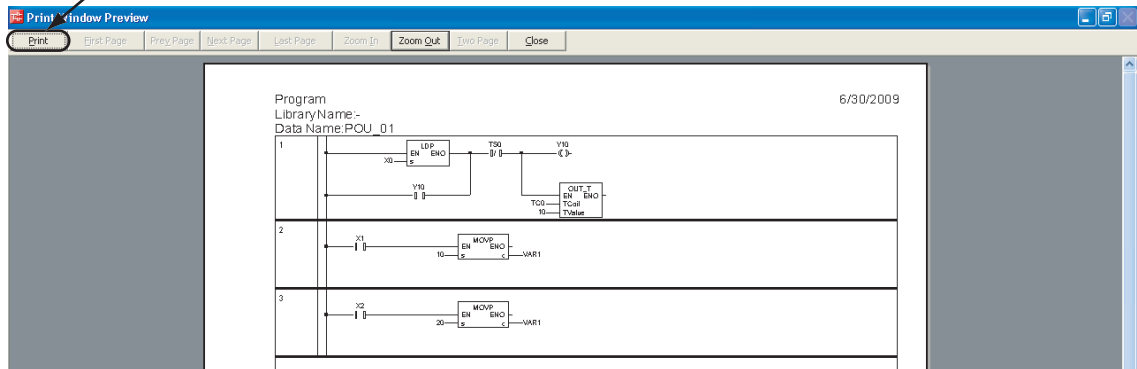 Print Window Preview
Print First Page Prev Page Next Page Last Page Zoom In Zoom Out Two Page Close
Program 6/30/2009
LibraryName:-
Data Name:POU_01
1
LDP
EN ENO
X0 s
TS0
Y10
Y10
OUT_T
EN ENO
TC0 TCoil
10 TValue
2
X1
MOVP
EN ENO
10 s d VAR1
3
X2
MOVP
EN ENO
20 s d VAR1